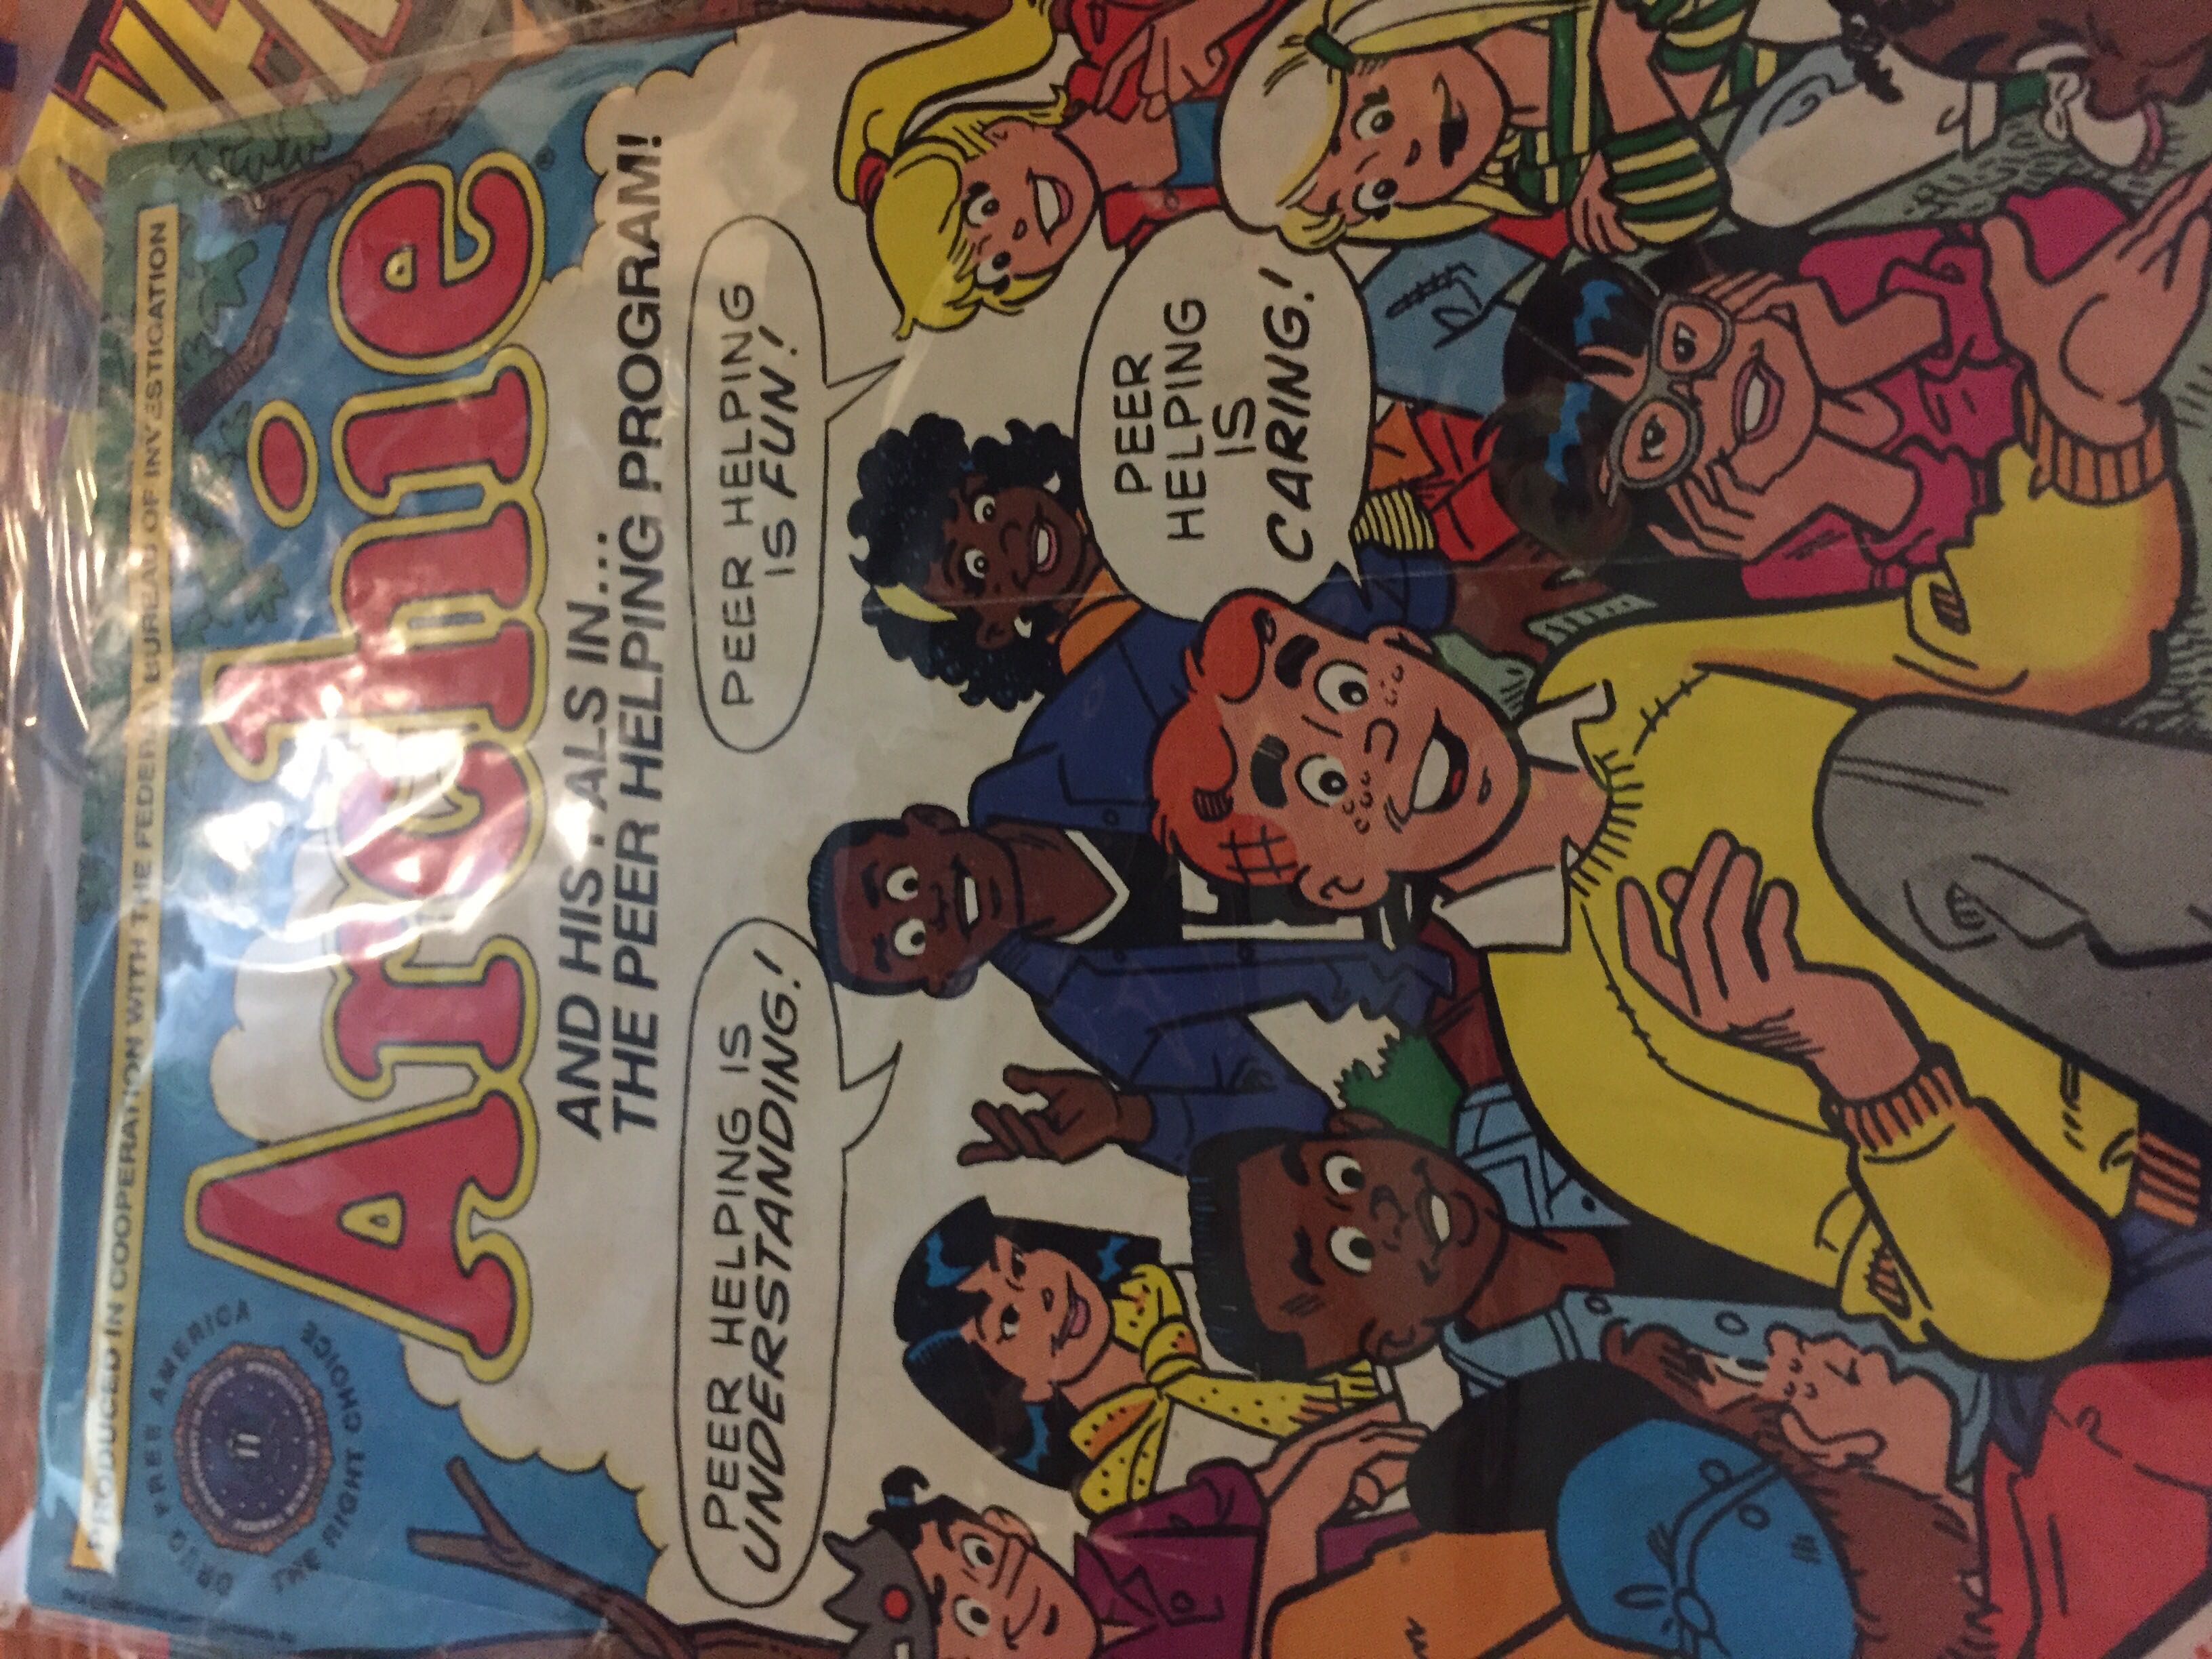 PRODUCED IN COOPERATION WITH THE FEDERAL BUREAU OF INVESTIGATION
DRUG FREE AMERICA
THE RIGHT CHOICE
Archie®
AND HIS PALS IN...
THE PEER HELPING PROGRAM!
PEER HELPING IS
UNDERSTANDING!
PEER HELPING
IS FUN!
PEER
HELPING
IS
CARING!